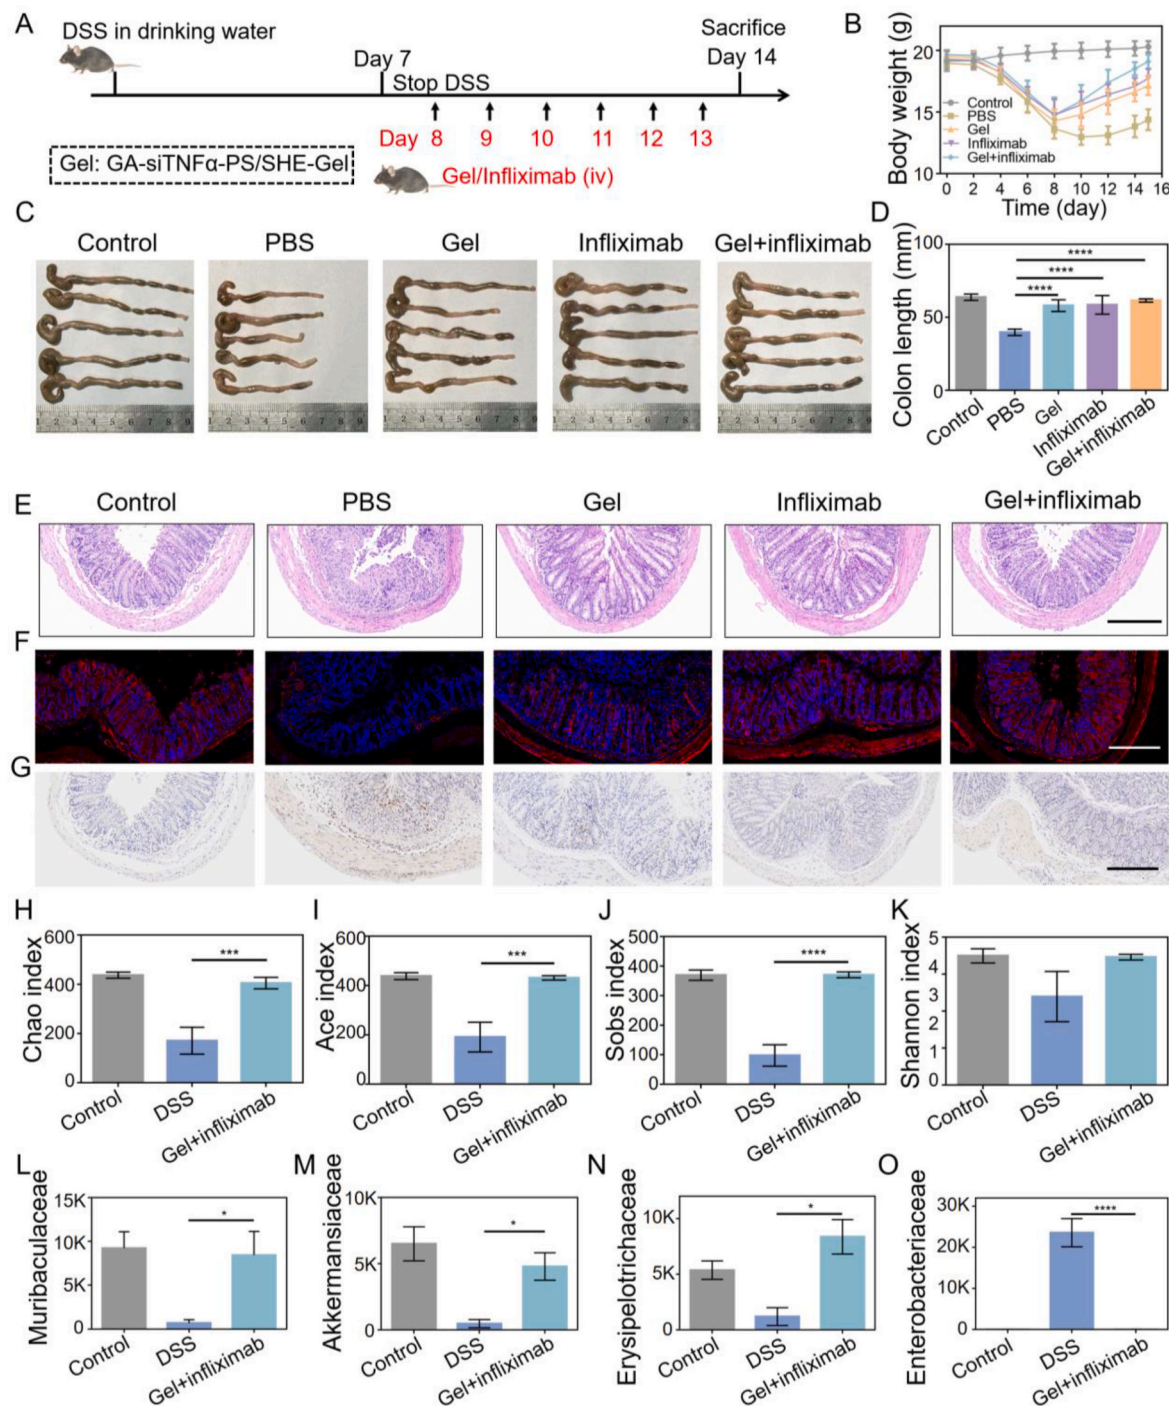 A
DSS in drinking water
Sacrifice
Day 7
Day 14
Stop DSS
Day 8 9 10 11 12 13
Gel: GA-siTNFα-PS/SHE-Gel
Gel/Infliximab (iv)
B
Body weight (g)
20
15
10
Control
PBS
Gel
Infliximab
Gel+infliximab
0 2 4 6 8 10 12 14 16
Time (day)
C
Control PBS Gel Infliximab Gel+infliximab
D
Colon length (mm)
100
50
0
****
****
****
Control PBS Gel Infliximab Gel+infliximab
E
Control PBS Gel Infliximab Gel+infliximab
F
G
H
Chao index
600
400
200
0
***
Control DSS Gel+infliximab
I
Ace index
600
400
200
0
***
Control DSS Gel+infliximab
J
Sobs index
500
400
300
200
100
0
****
Control DSS Gel+infliximab
K
Shannon index
5
4
3
2
1
0
Control DSS Gel+infliximab
L
Muribaculaceae
15K
10K
5K
0
*
Control DSS Gel+infliximab
M
Akkermansiaceae
10K
5K
0
*
Control DSS Gel+infliximab
N
Erysipelotrichaceae
10K
5K
0
*
Control DSS Gel+infliximab
O
Enterobacteriaceae
30K
20K
10K
0
****
Control DSS Gel+infliximab